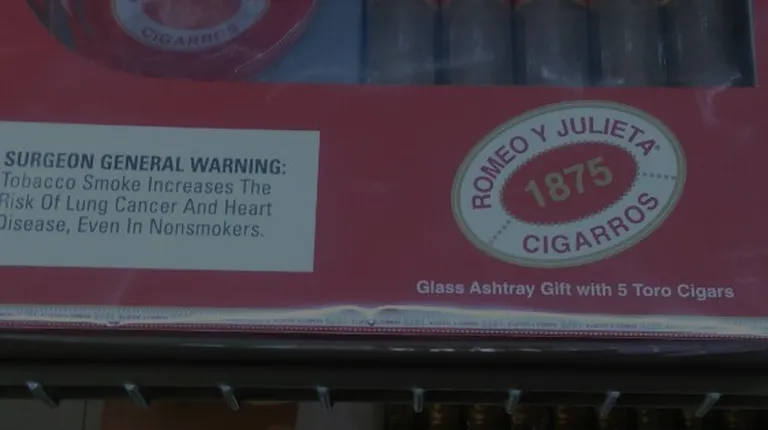 CIGARROS
SURGEON GENERAL WARNING:
Tobacco Smoke Increases The
Risk Of Lung Cancer And Heart
Disease, Even In Nonsmokers.
ROMEO Y JULIETA
1875
CIGARROS
Glass Ashtray Gift with 5 Toro Cigars